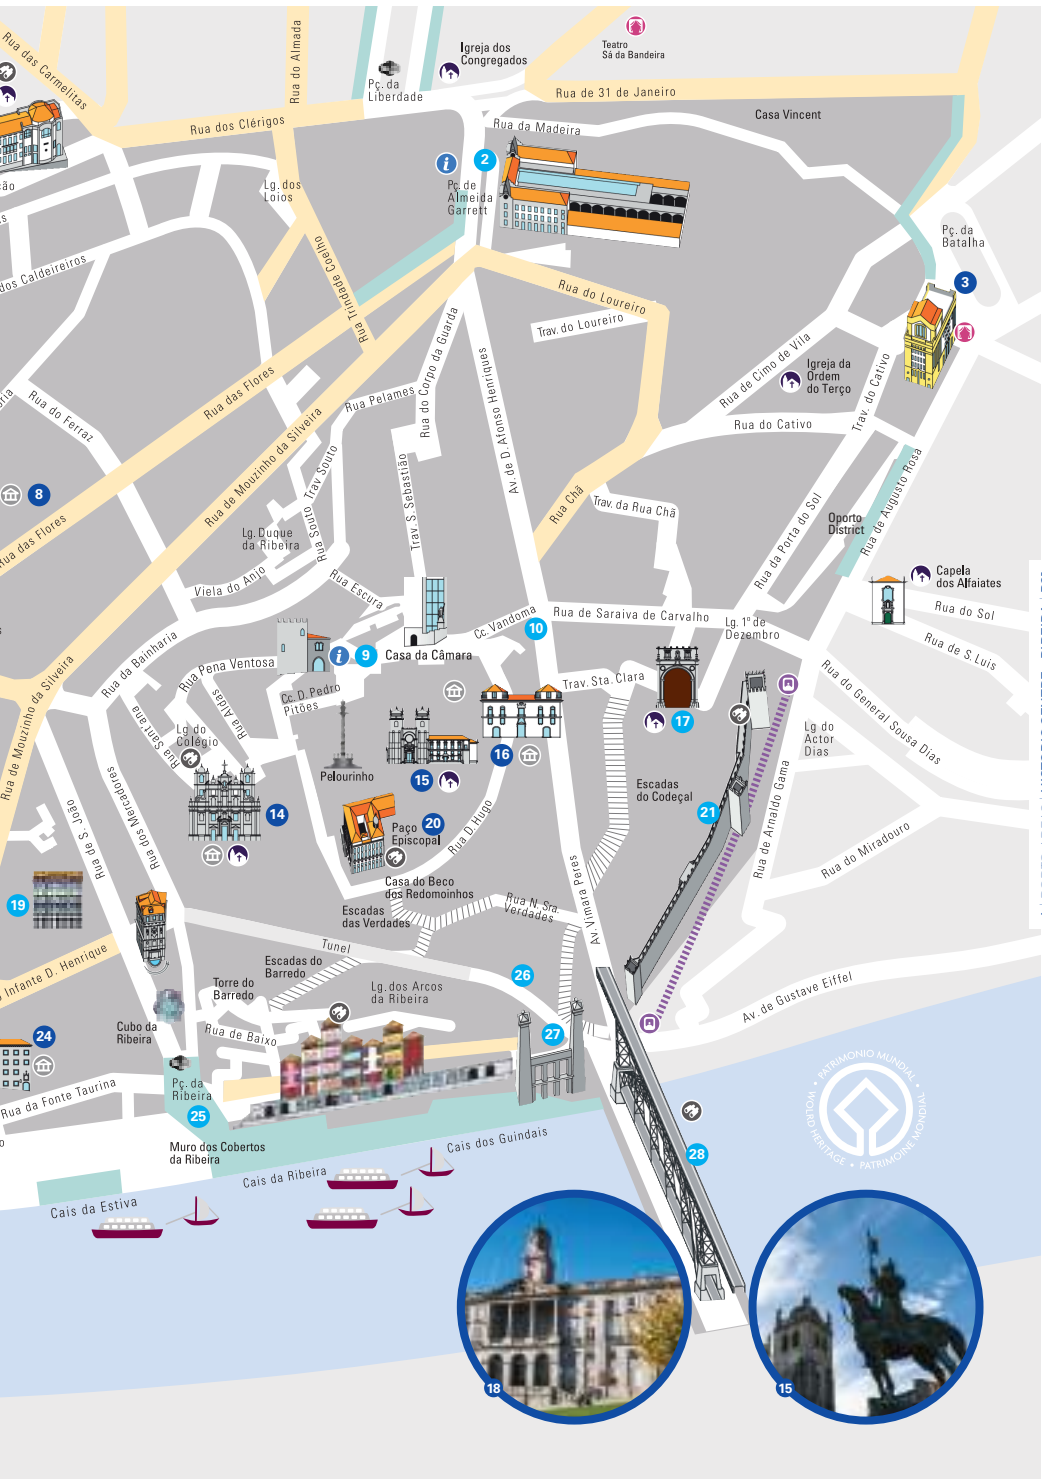 Rua das Carmelitas
Rua do Almada
Pç. da
Liberdade
Igreja dos
Congregados
Teatro
Sá da Bandeira
Rua dos Clérigos
Rua de 31 de Janeiro
Rua da Madeira
Casa Vincent
ção
Lg. dos
Loios
i
2
Pç. de
Almeida
Garrett
Pç. da
Batalha
dos Caldeireiros
Rua Trindade Coelho
3
Rua do Loureiro
Trav. do Loureiro
Rua do Corpo da Guarda
Av. de D. Afonso Henriques
Rua de Cimo de Vila
Igreja da
Ordem
do Terço
Trav. do Cativo
Rua das Flores
Rua Pelames
Rua do Ferraz
Rua do Cativo
Rua de Mouzinho da Silveira
8
Rua das Flores
Trav. S. Sebastião
Rua Souto
Trav Souto
Rua Chã
Trav. da Rua Chã
Rua da Porta do Sol
Oporto
District
Rua de Augusto Rosa
Lg. Duque
da Ribeira
Viela do Anjo
Rua Escura
Capela
dos Alfaiates
Rua do Sol
Rua de S. Luis
Cc. Vandoma
10
Rua de Saraiva de Carvalho
Lg. 1º de
Dezembro
Rua da Bainharia
Rua Pena Ventosa
i
9
Casa da Câmara
Trav. Sta. Clara
Rua de Mouzinho da Silveira
Rua Sant'ana
Rua Aldas
Cc. D. Pedro
Pitões
Lg do
Colégio
Pelourinho
15
16
17
Rua do General Sousa Dias
Lg do
Actor
Dias
Escadas
do Codeçal
21
Rua de Arnaldo Gama
14
Rua de S. João
Rua dos Mercadores
Paço
Episcopal
20
Rua D. Hugo
Rua do Miradouro
Casa do Beco
dos Redomoinhos
Escadas
das Verdades
Rua N. Sra.
Verdades
Av. Vimara Peres
19
Infante D. Henrique
Tunel
Escadas do
Barredo
Torre do
Barredo
Lg. dos Arcos
da Ribeira
26
Av. de Gustave Eiffel
Cubo da
Ribeira
Rua de Baixo
27
24
Rua da Fonte Taurina
Pç. da
Ribeira
25
Muro dos Cobertos
da Ribeira
Cais dos Guindais
Cais da Ribeira
Cais da Estiva
28
PATRIMONIO MUNDIAL
WOLRD HERITAGE
PATRIMOINE MONDIAL
18
15